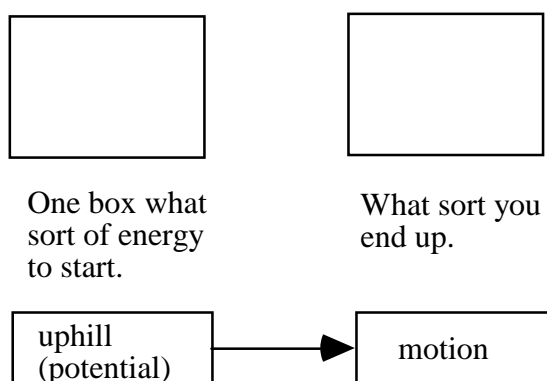 One box what
sort of energy
to start.
What sort you
end up.
uphill
(potential)
motion